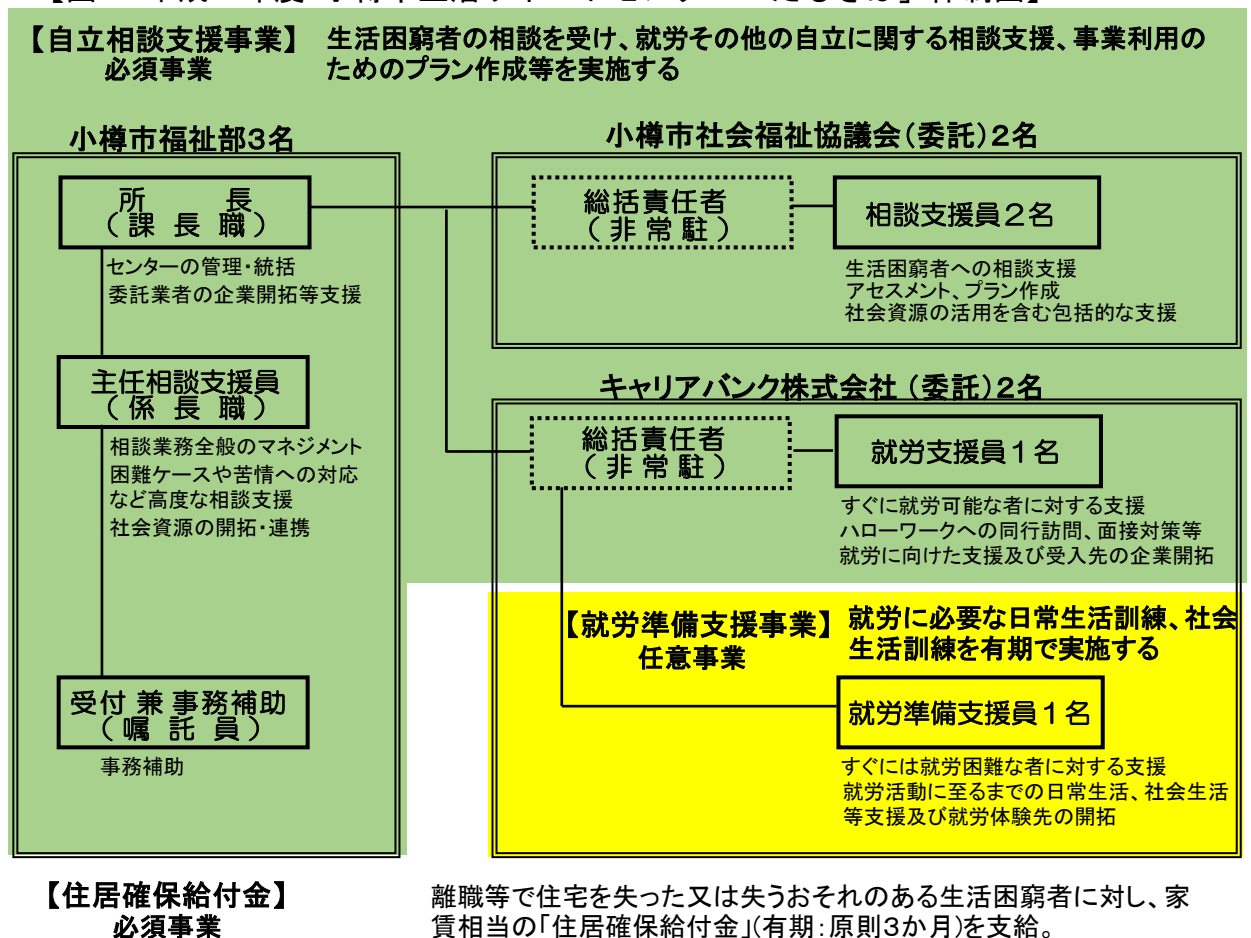 【自立相談支援事業】 生活困窮者の相談を受け、就労その他の自立に関する相談支援、事業利用の
必須事業 ためのプラン作成等を実施する
小樽市福祉部3名
所長
（課長職）
センターの管理・統括
委託業者の企業開拓等支援
主任相談支援員
（係長職）
相談業務全般のマネジメント
困難ケースや苦情への対応
など高度な相談支援
社会資源の開拓・連携
受付 兼 事務補助
（嘱託員）
事務補助
小樽市社会福祉協議会（委託）２名
総括責任者
（非常駐）
相談支援員２名
生活困窮者への相談支援
アセスメント、プラン作成
社会資源の活用を含む包括的な支援
キャリアバンク株式会社（委託）２名
総括責任者
（非常駐）
就労支援員１名
すぐに就労可能な者に対する支援
ハローワークへの同行訪問、面接対策等
就労に向けた支援及び受入先の企業開拓
【就労準備支援事業】 就労に必要な日常生活訓練、社会
任意事業 生活訓練を有期で実施する
就労準備支援員１名
すぐには就労困難な者に対する支援
就労活動に至るまでの日常生活、社会生活
等支援及び就労体験先の開拓
【住居確保給付金】 離職等で住宅を失った又は失うおそれのある生活困窮者に対し、家
必須事業 賃相当の「住居確保給付金」(有期：原則３か月)を支給。